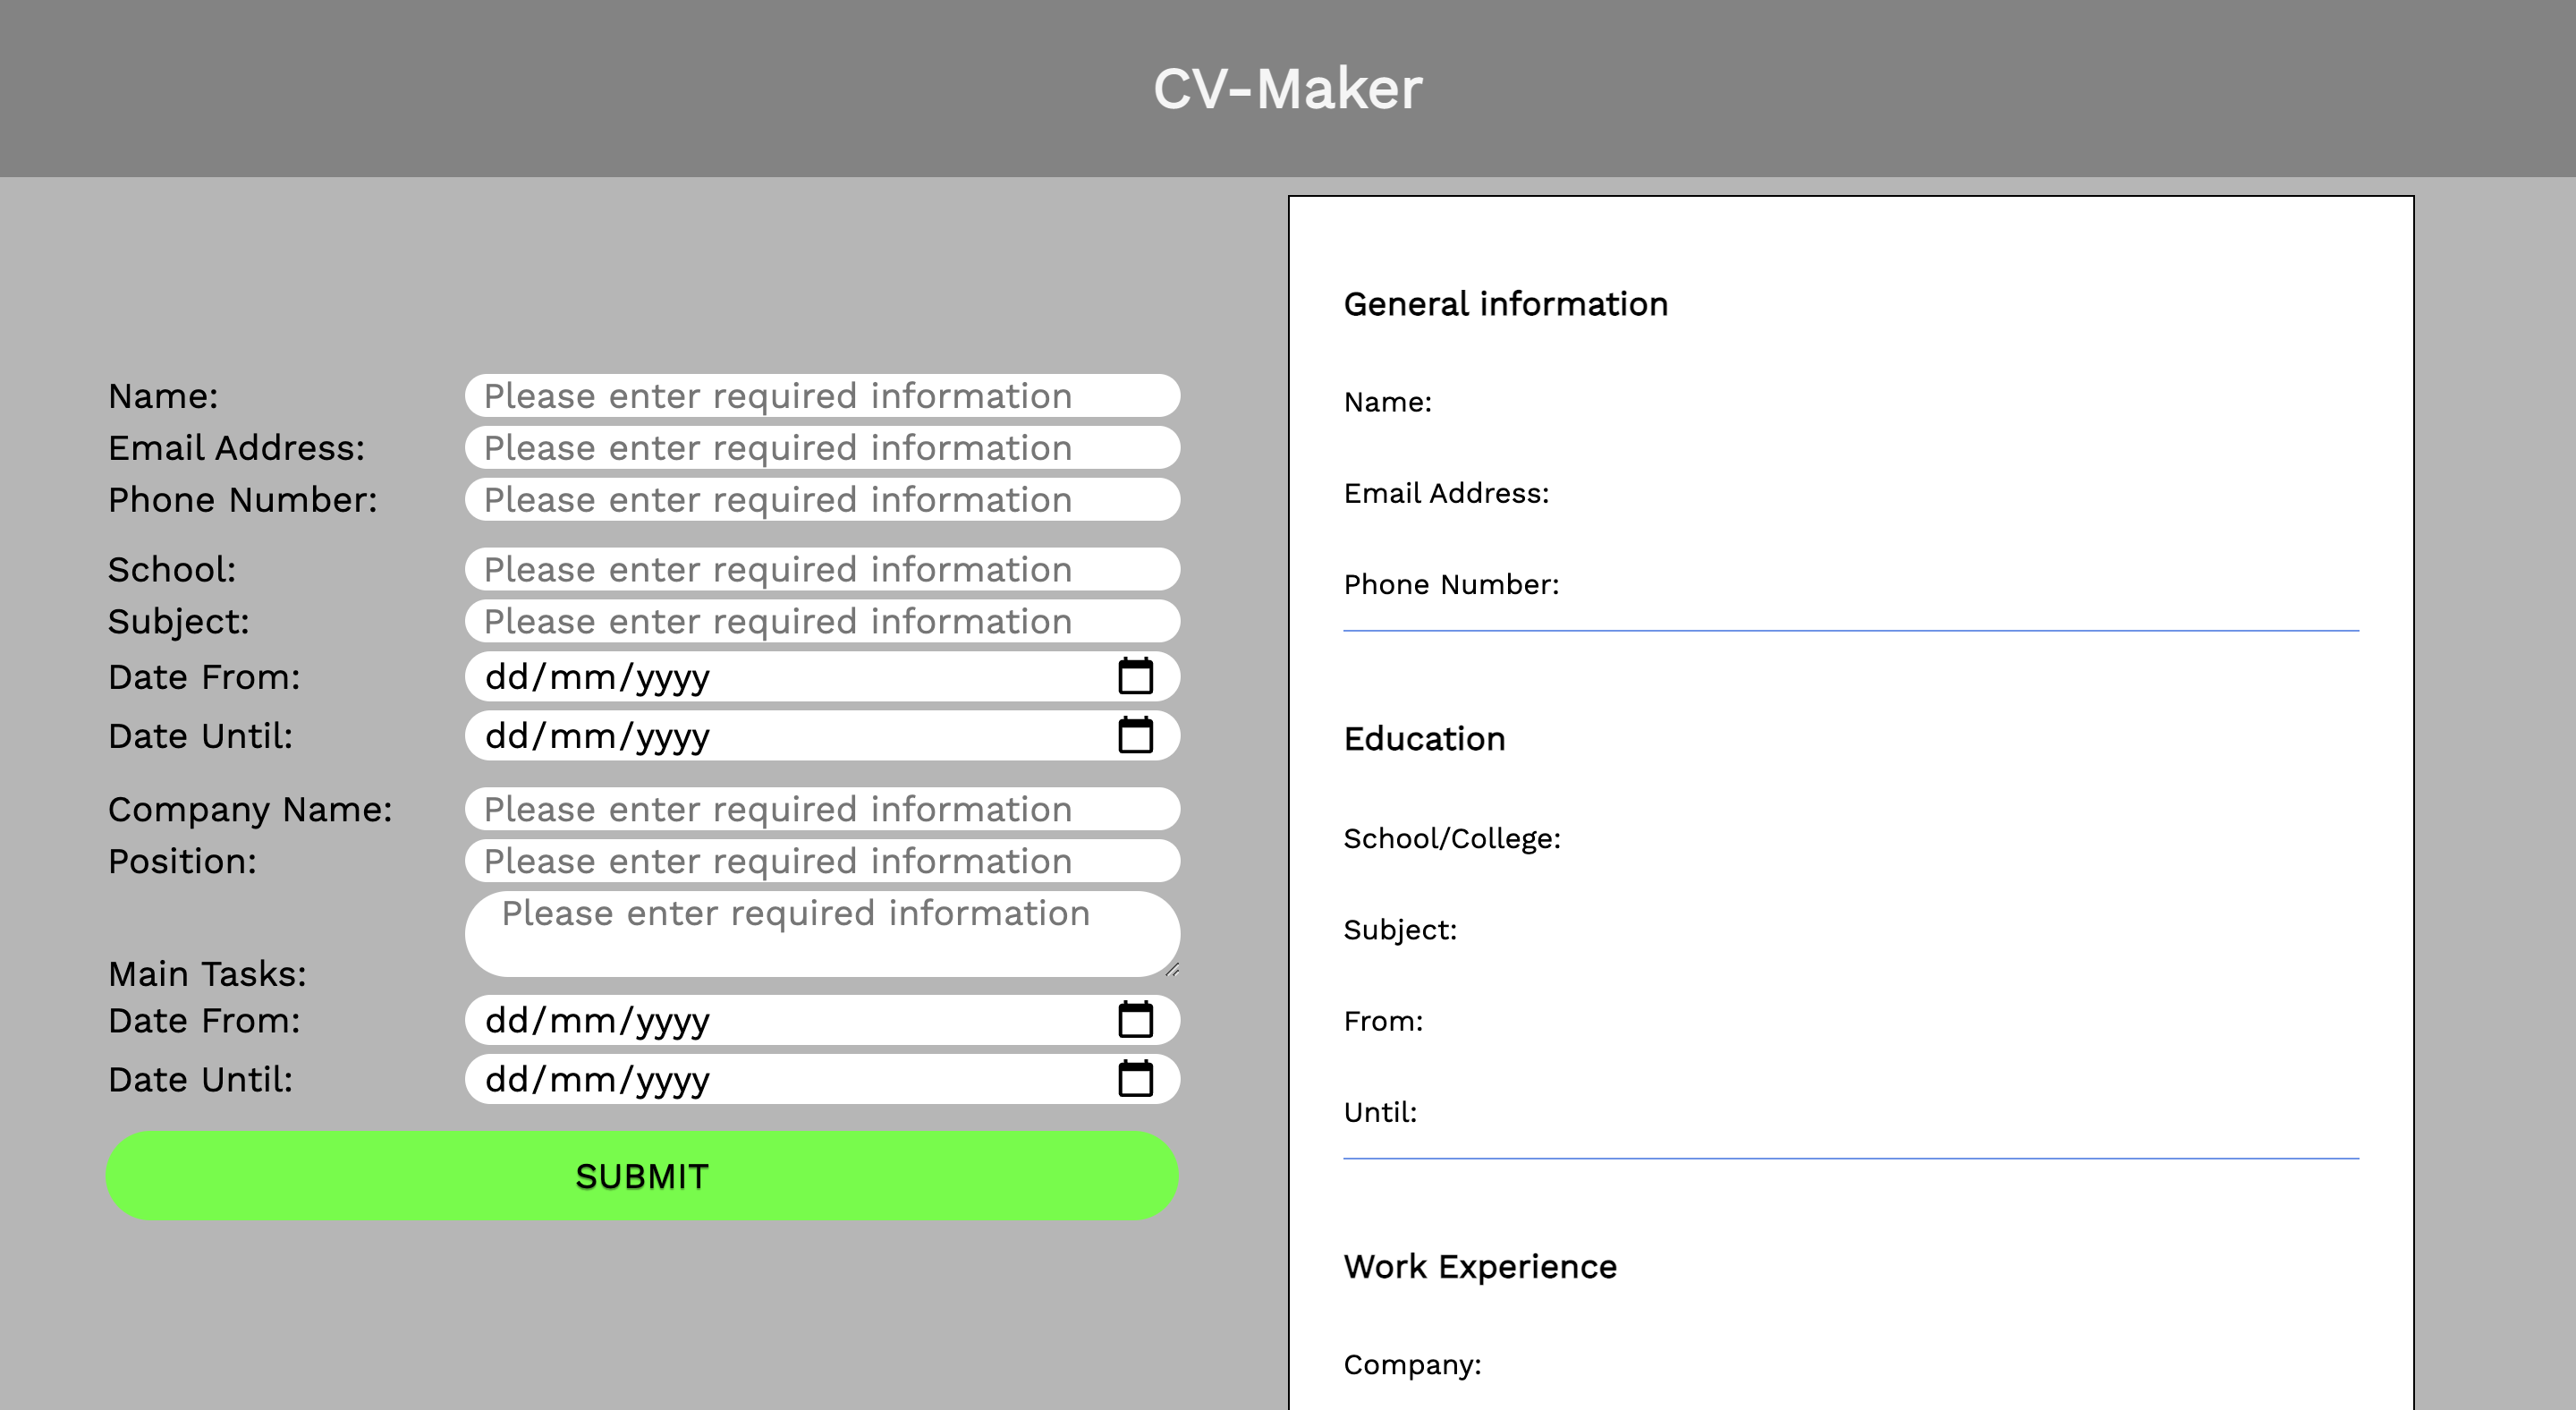 CV-Maker
Name: Please enter required information
Email Address: Please enter required information
Phone Number: Please enter required information
School: Please enter required information
Subject: Please enter required information
Date From: dd/mm/yyyy
Date Until: dd/mm/yyyy
Company Name: Please enter required information
Position: Please enter required information
Please enter required information
Main Tasks:
Date From: dd/mm/yyyy
Date Until: dd/mm/yyyy
SUBMIT
General information
Name:
Email Address:
Phone Number:
Education
School/College:
Subject:
From:
Until:
Work Experience
Company: